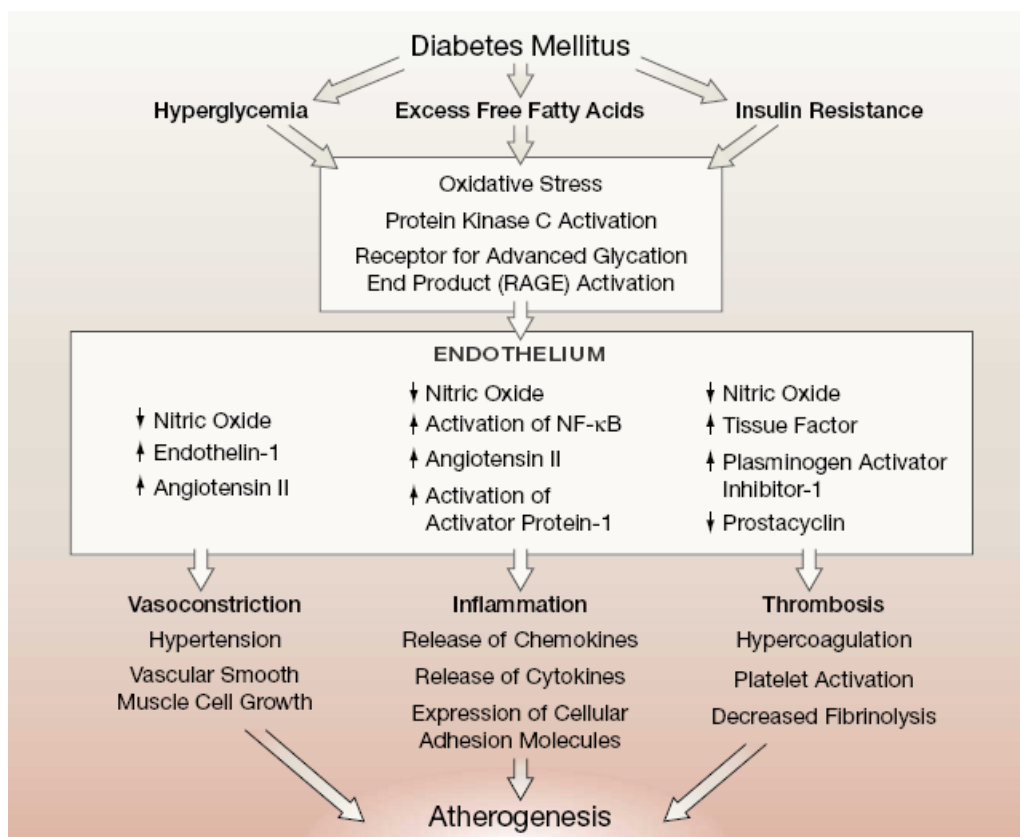 Diabetes Mellitus
Hyperglycemia
Excess Free Fatty Acids
Insulin Resistance
Oxidative Stress
Protein Kinase C Activation
Receptor for Advanced Glycation
End Product (RAGE) Activation
ENDOTHELIUM
↓ Nitric Oxide
↑ Endothelin-1
↑ Angiotensin II
↓ Nitric Oxide
↑ Activation of NF-κB
↑ Angiotensin II
↑ Activation of
Activator Protein-1
↓ Nitric Oxide
↑ Tissue Factor
↑ Plasminogen Activator
Inhibitor-1
↓ Prostacyclin
Vasoconstriction
Hypertension
Vascular Smooth
Muscle Cell Growth
Inflammation
Release of Chemokines
Release of Cytokines
Expression of Cellular
Adhesion Molecules
Thrombosis
Hypercoagulation
Platelet Activation
Decreased Fibrinolysis
Atherogenesis